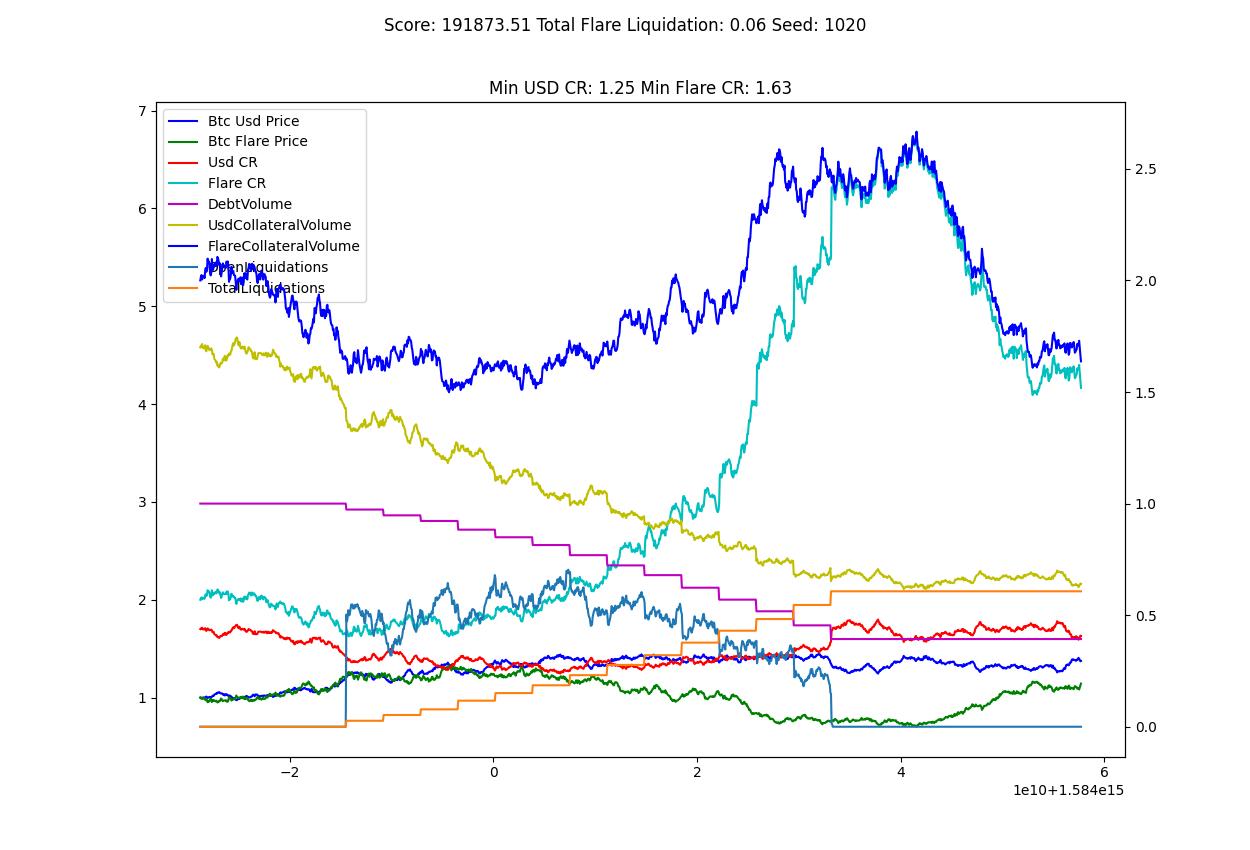 Score: 191873.51 Total Flare Liquidation: 0.06 Seed: 1020
Min USD CR: 1.25 Min Flare CR: 1.63
Btc Usd Price
Btc Flare Price
Usd CR
Flare CR
DebtVolume
UsdCollateralVolume
FlareCollateralVolume
OpenLiquidations
TotalLiquidations
7
6
5
4
3
2
1
2.5
2.0
1.5
1.0
0.5
0.0
−2
0
2
4
6
1e10+1.584e15